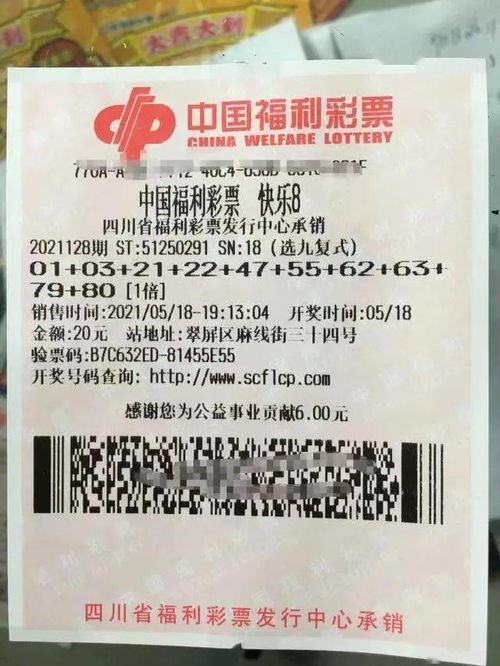 大吉大利
中国福利彩票
CHINA WELFARE LOTTERY
中国福利彩票 快乐8
四川省福利彩票发行中心承销
2021128期 ST:51250291 SN:18 (选九复式)
01+03+21+22+47+55+62+63+
79+80 [1倍]
销售时间:2021/05/18-19:13:04 开奖时间:05/18
金额:20元 站地址:翠屏区麻线街三十四号
验票码:B7C632ED-81455E55
开奖号码查询: http://www.scflcp.com
感谢您为公益事业贡献6.00元
四川省福利彩票发行中心承销